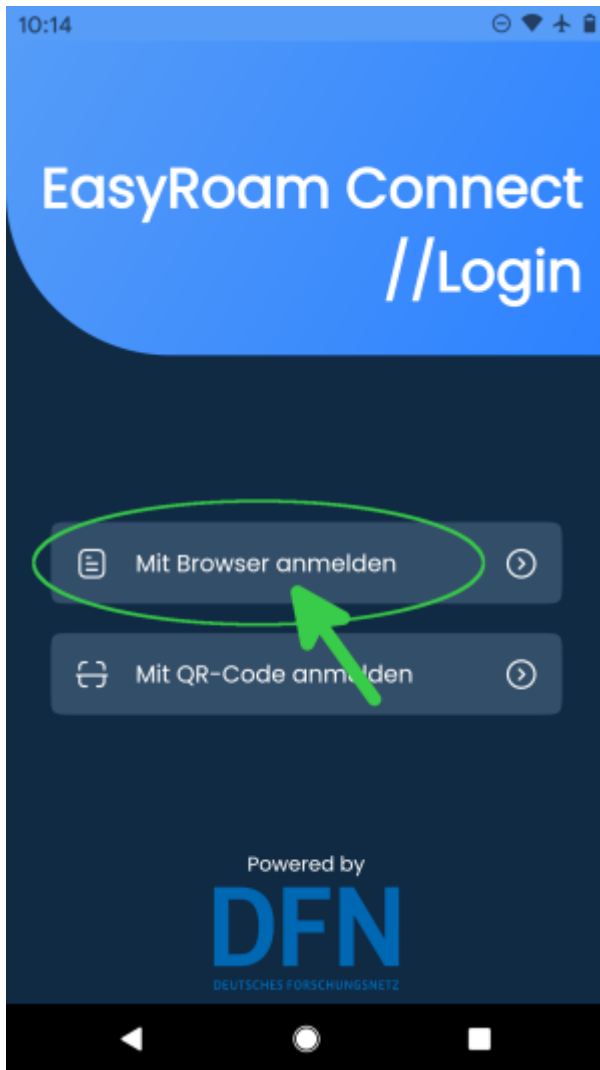 10:14
EasyRoam Connect
//Login
Mit Browser anmelden
Mit QR-Code anmelden
Powered by
DFN
DEUTSCHES FORSCHUNGSNETZ